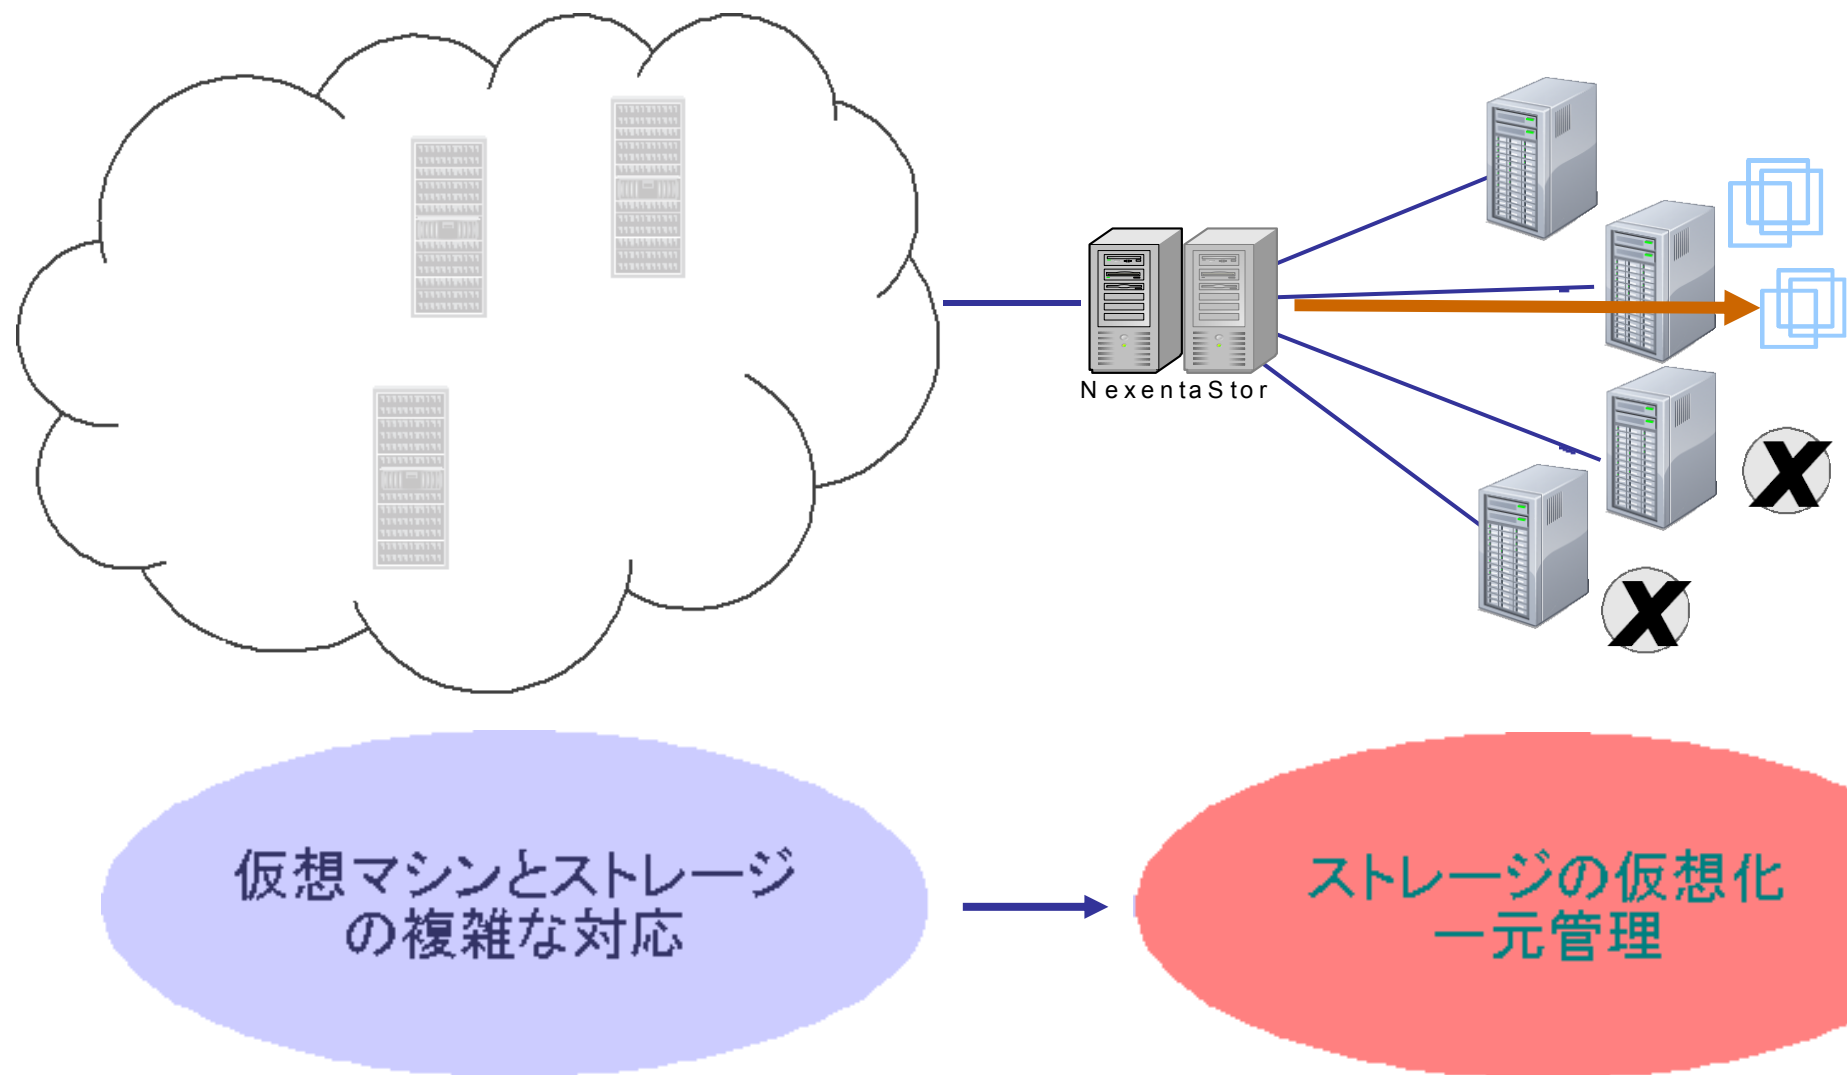 NexentaStor
X
X
仮想マシンとストレージ
の複雑な対応
ストレージの仮想化
一元管理